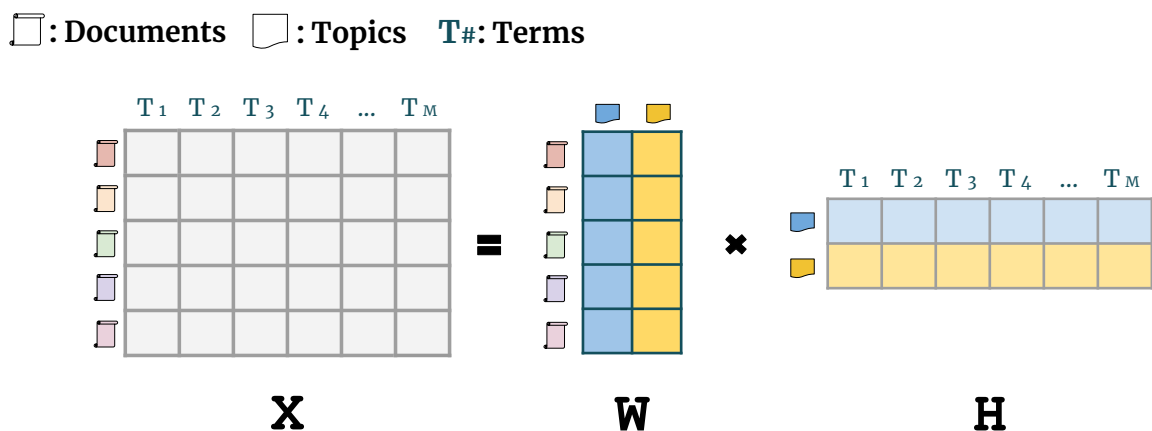 : Documents : Topics T#: Terms
T1 T2 T3 T4 ... TM
T1 T2 T3 T4 ... TM
= ×
X W H